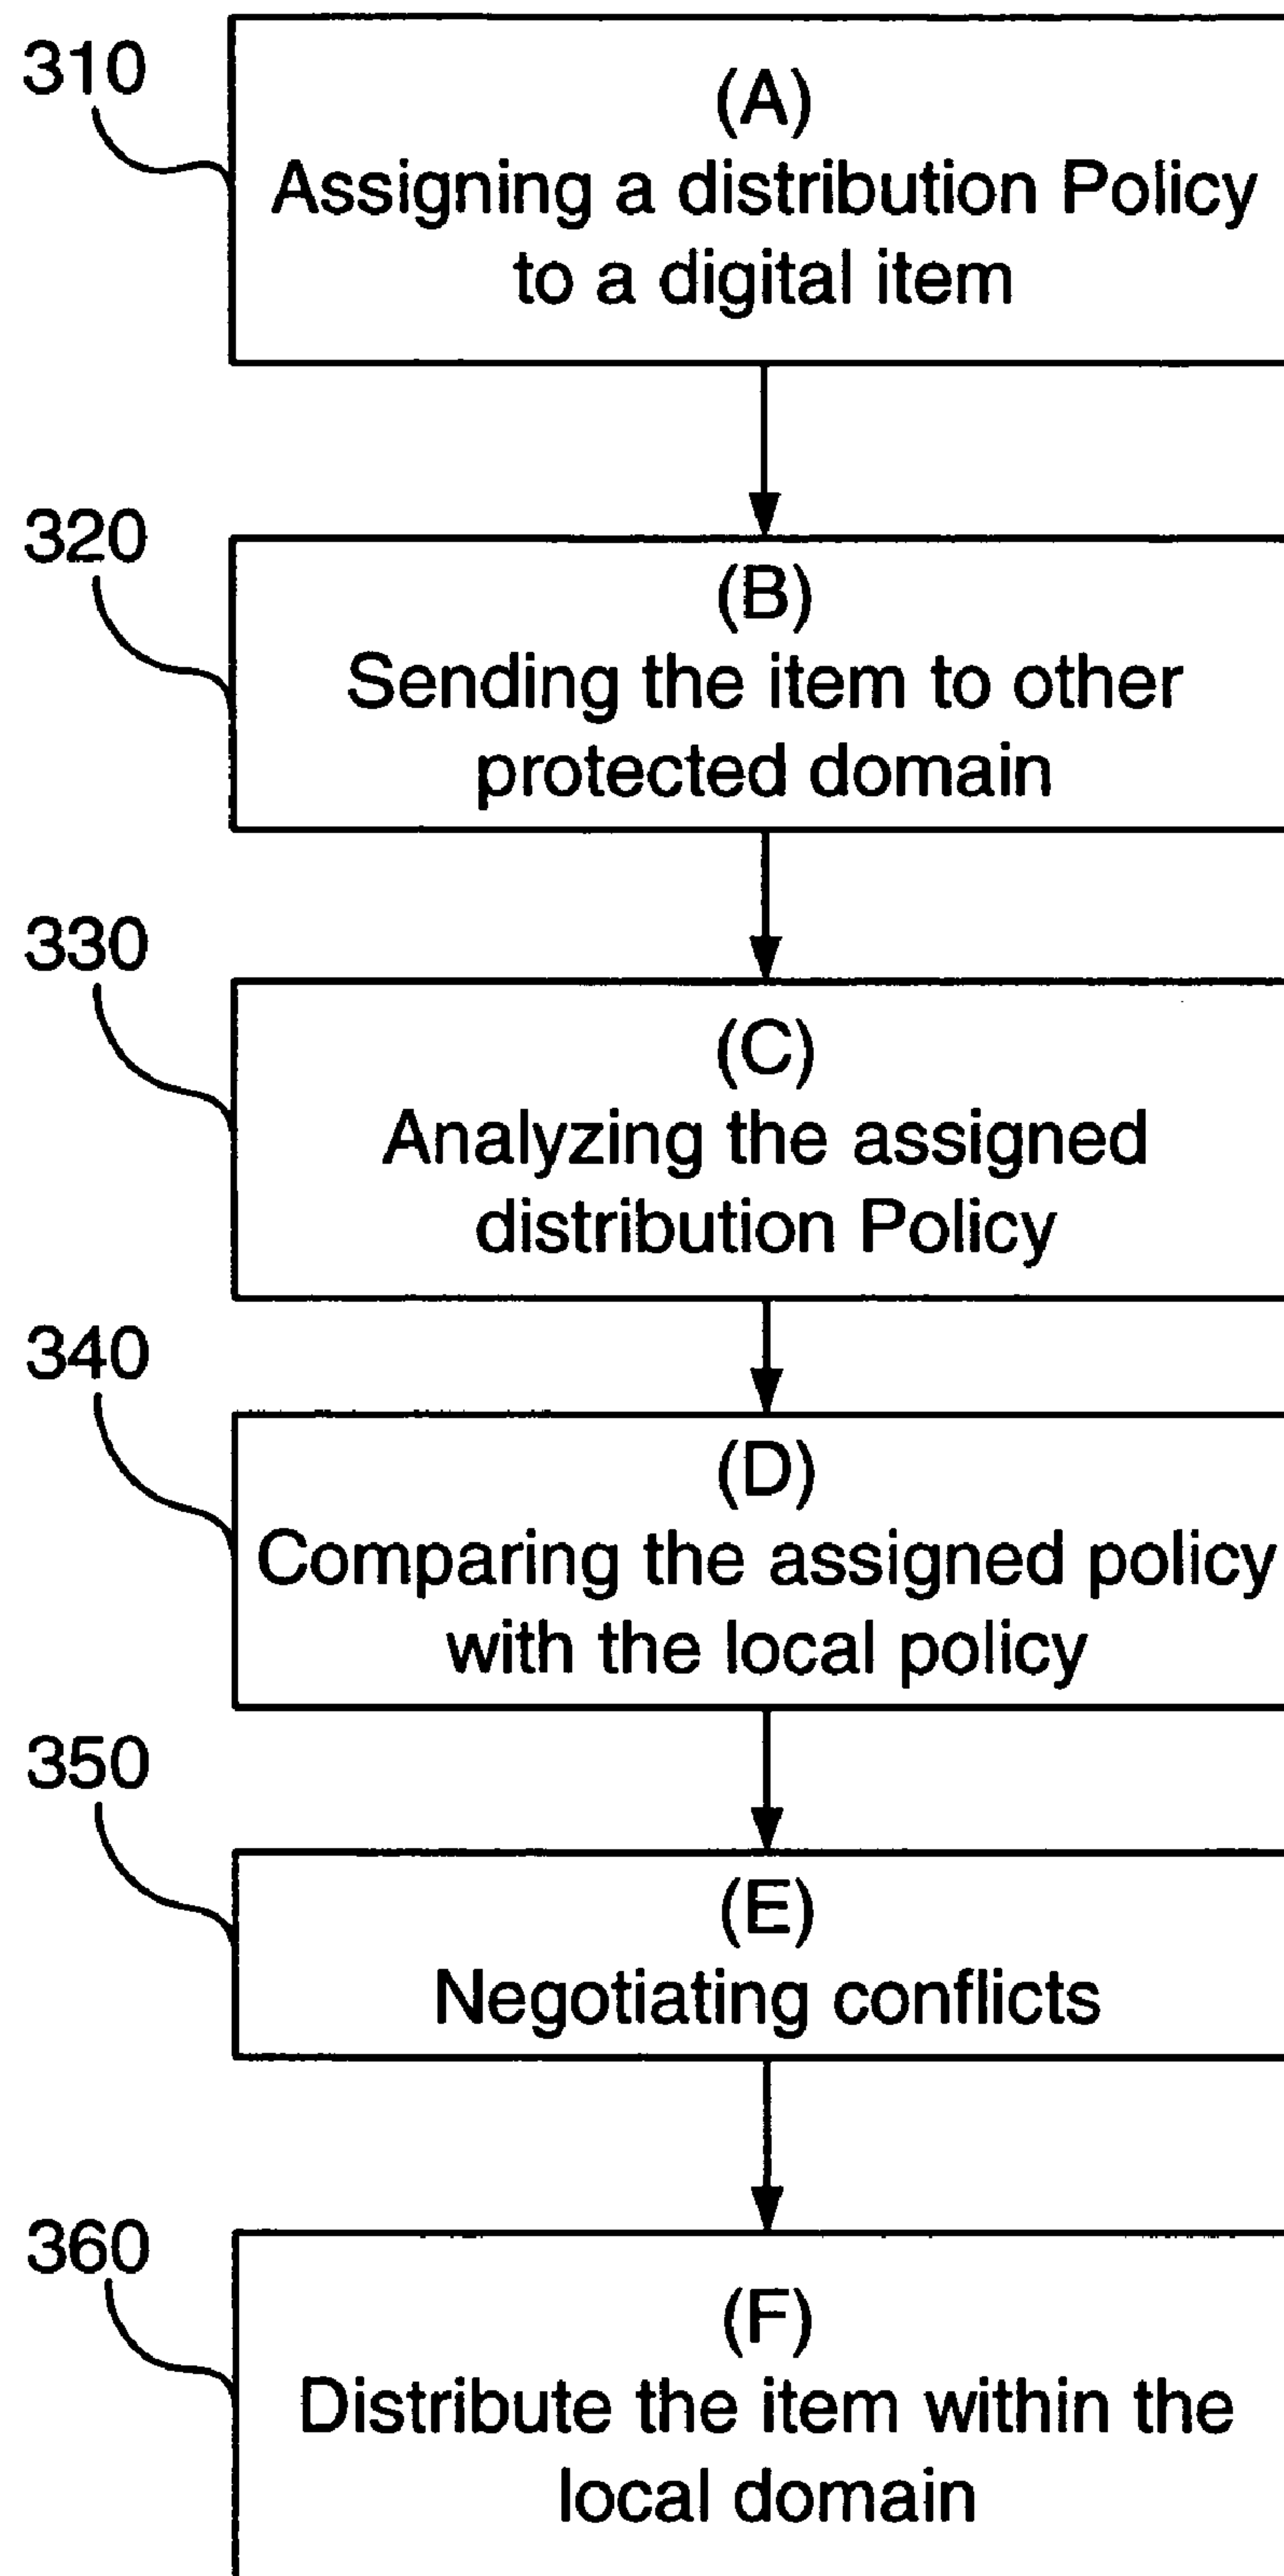 310
(A)
Assigning a distribution Policy
to a digital item
320
(B)
Sending the item to other
protected domain
330
(C)
Analyzing the assigned
distribution Policy
340
(D)
Comparing the assigned policy
with the local policy
350
(E)
Negotiating conflicts
360
(F)
Distribute the item within the
local domain